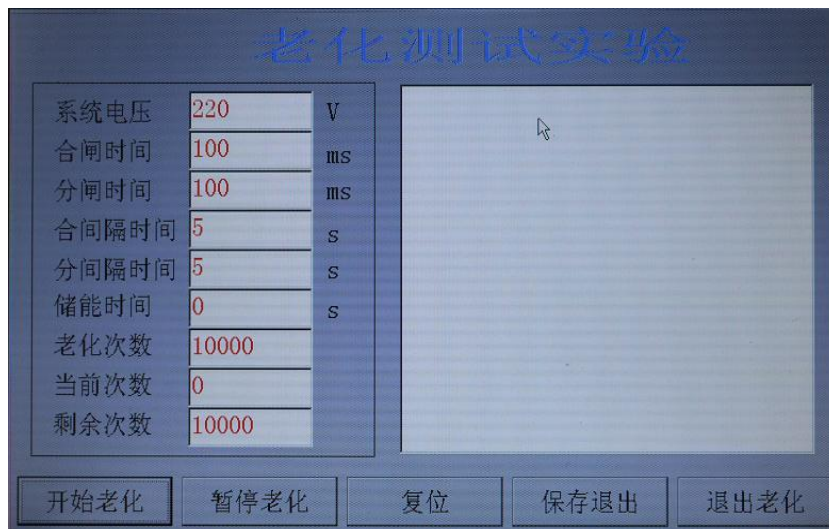 老化测试实验
系统电压 220 V
合闸时间 100 ms
分闸时间 100 ms
合间隔时间 5 s
分间隔时间 5 s
储能时间 0 s
老化次数 10000
当前次数 0
剩余次数 10000
开始老化 暂停老化 复位 保存退出 退出老化